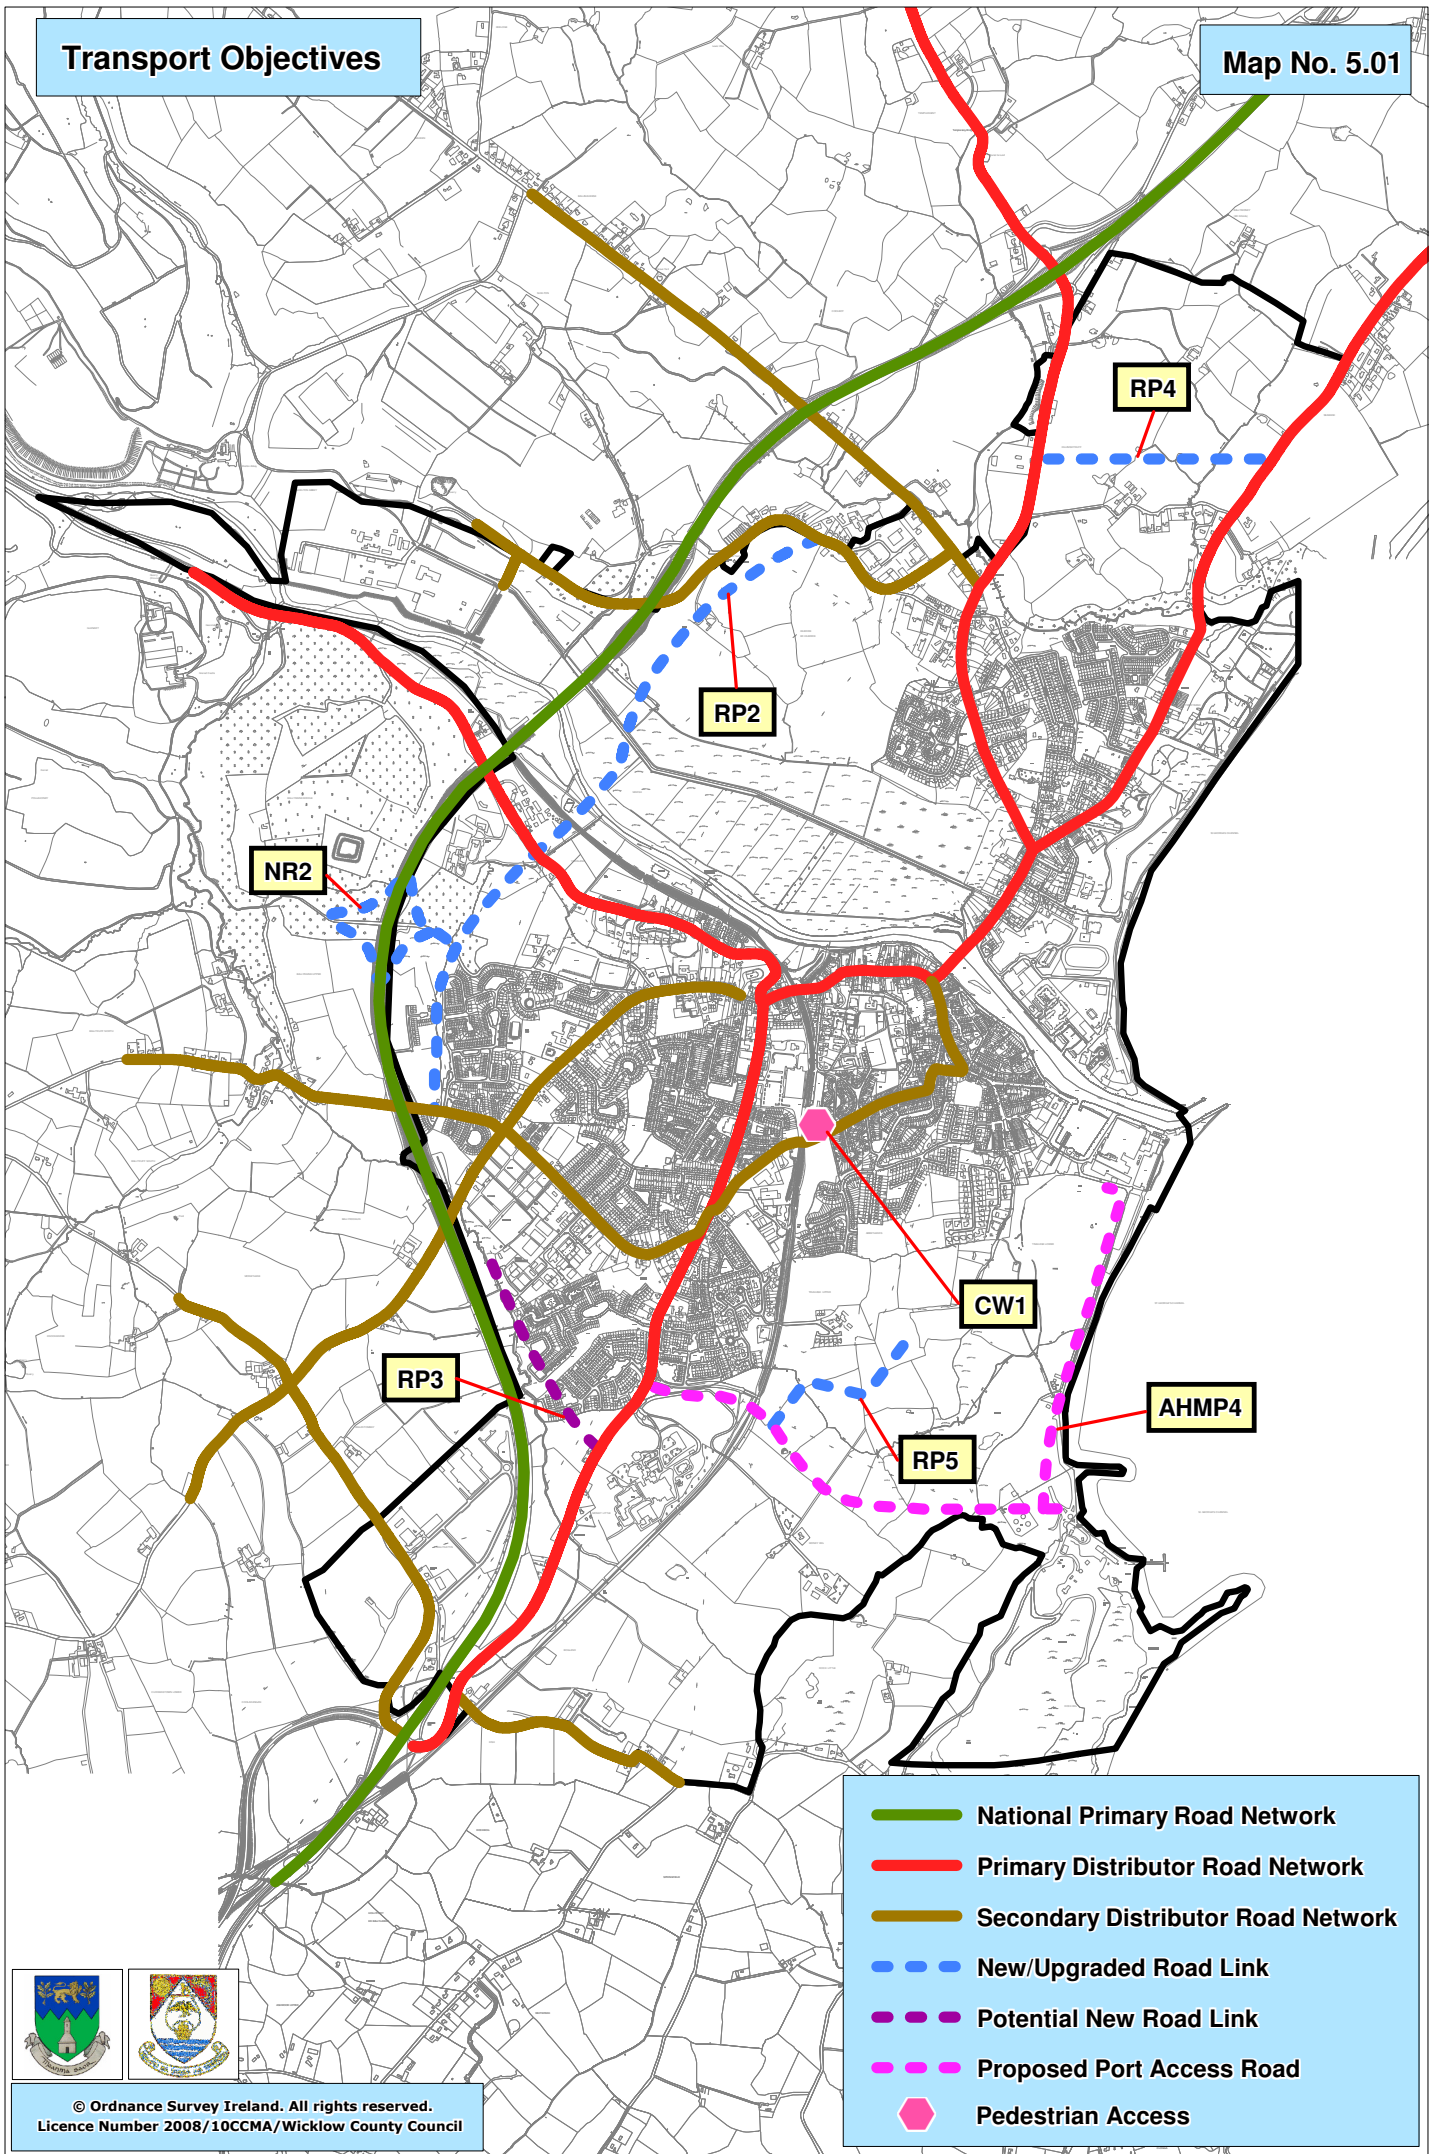 Transport Objectives
Map No. 5.01
RP4
RP2
NR2
CW1
RP3
AHMP4
RP5
National Primary Road Network
Primary Distributor Road Network
Secondary Distributor Road Network
New/Upgraded Road Link
Potential New Road Link
Proposed Port Access Road
Pedestrian Access
© Ordnance Survey Ireland. All rights reserved.
Licence Number 2008/10CCMA/Wicklow County Council